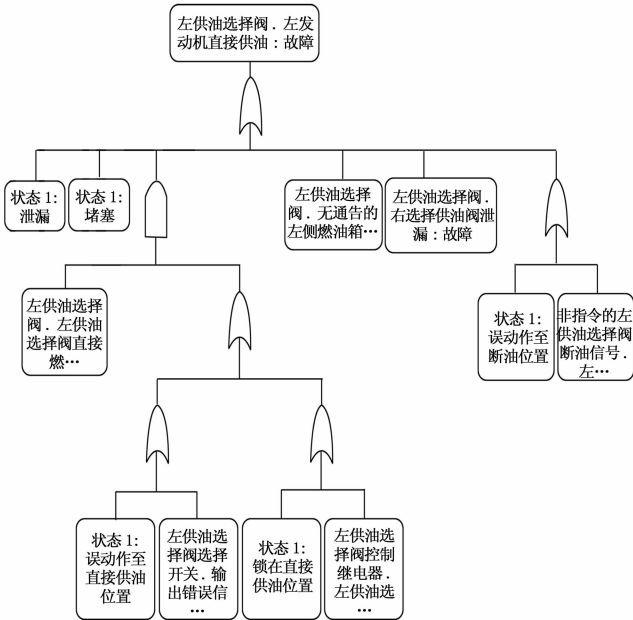 左供油选择阀．左发
动机直接供油：故障
状态 1：
泄漏
状态 1：
堵塞
左供油选择
阀．无通告的
左侧燃油箱…
左供油选择阀．
右选择供油阀泄
漏：故障
左供油选择
阀．左供油
选择阀直接
燃…
状态 1：
误动作至
断油位置
非指令的左
供油选择阀
断油信号．
左…
状态 1：
误动作至
直接供油
位置
左供油选
择阀选择
开关．输
出错误信
…
状态 1：
锁在直接
供油位置
左供油选
择阀控制
继电器．
左供油选
…